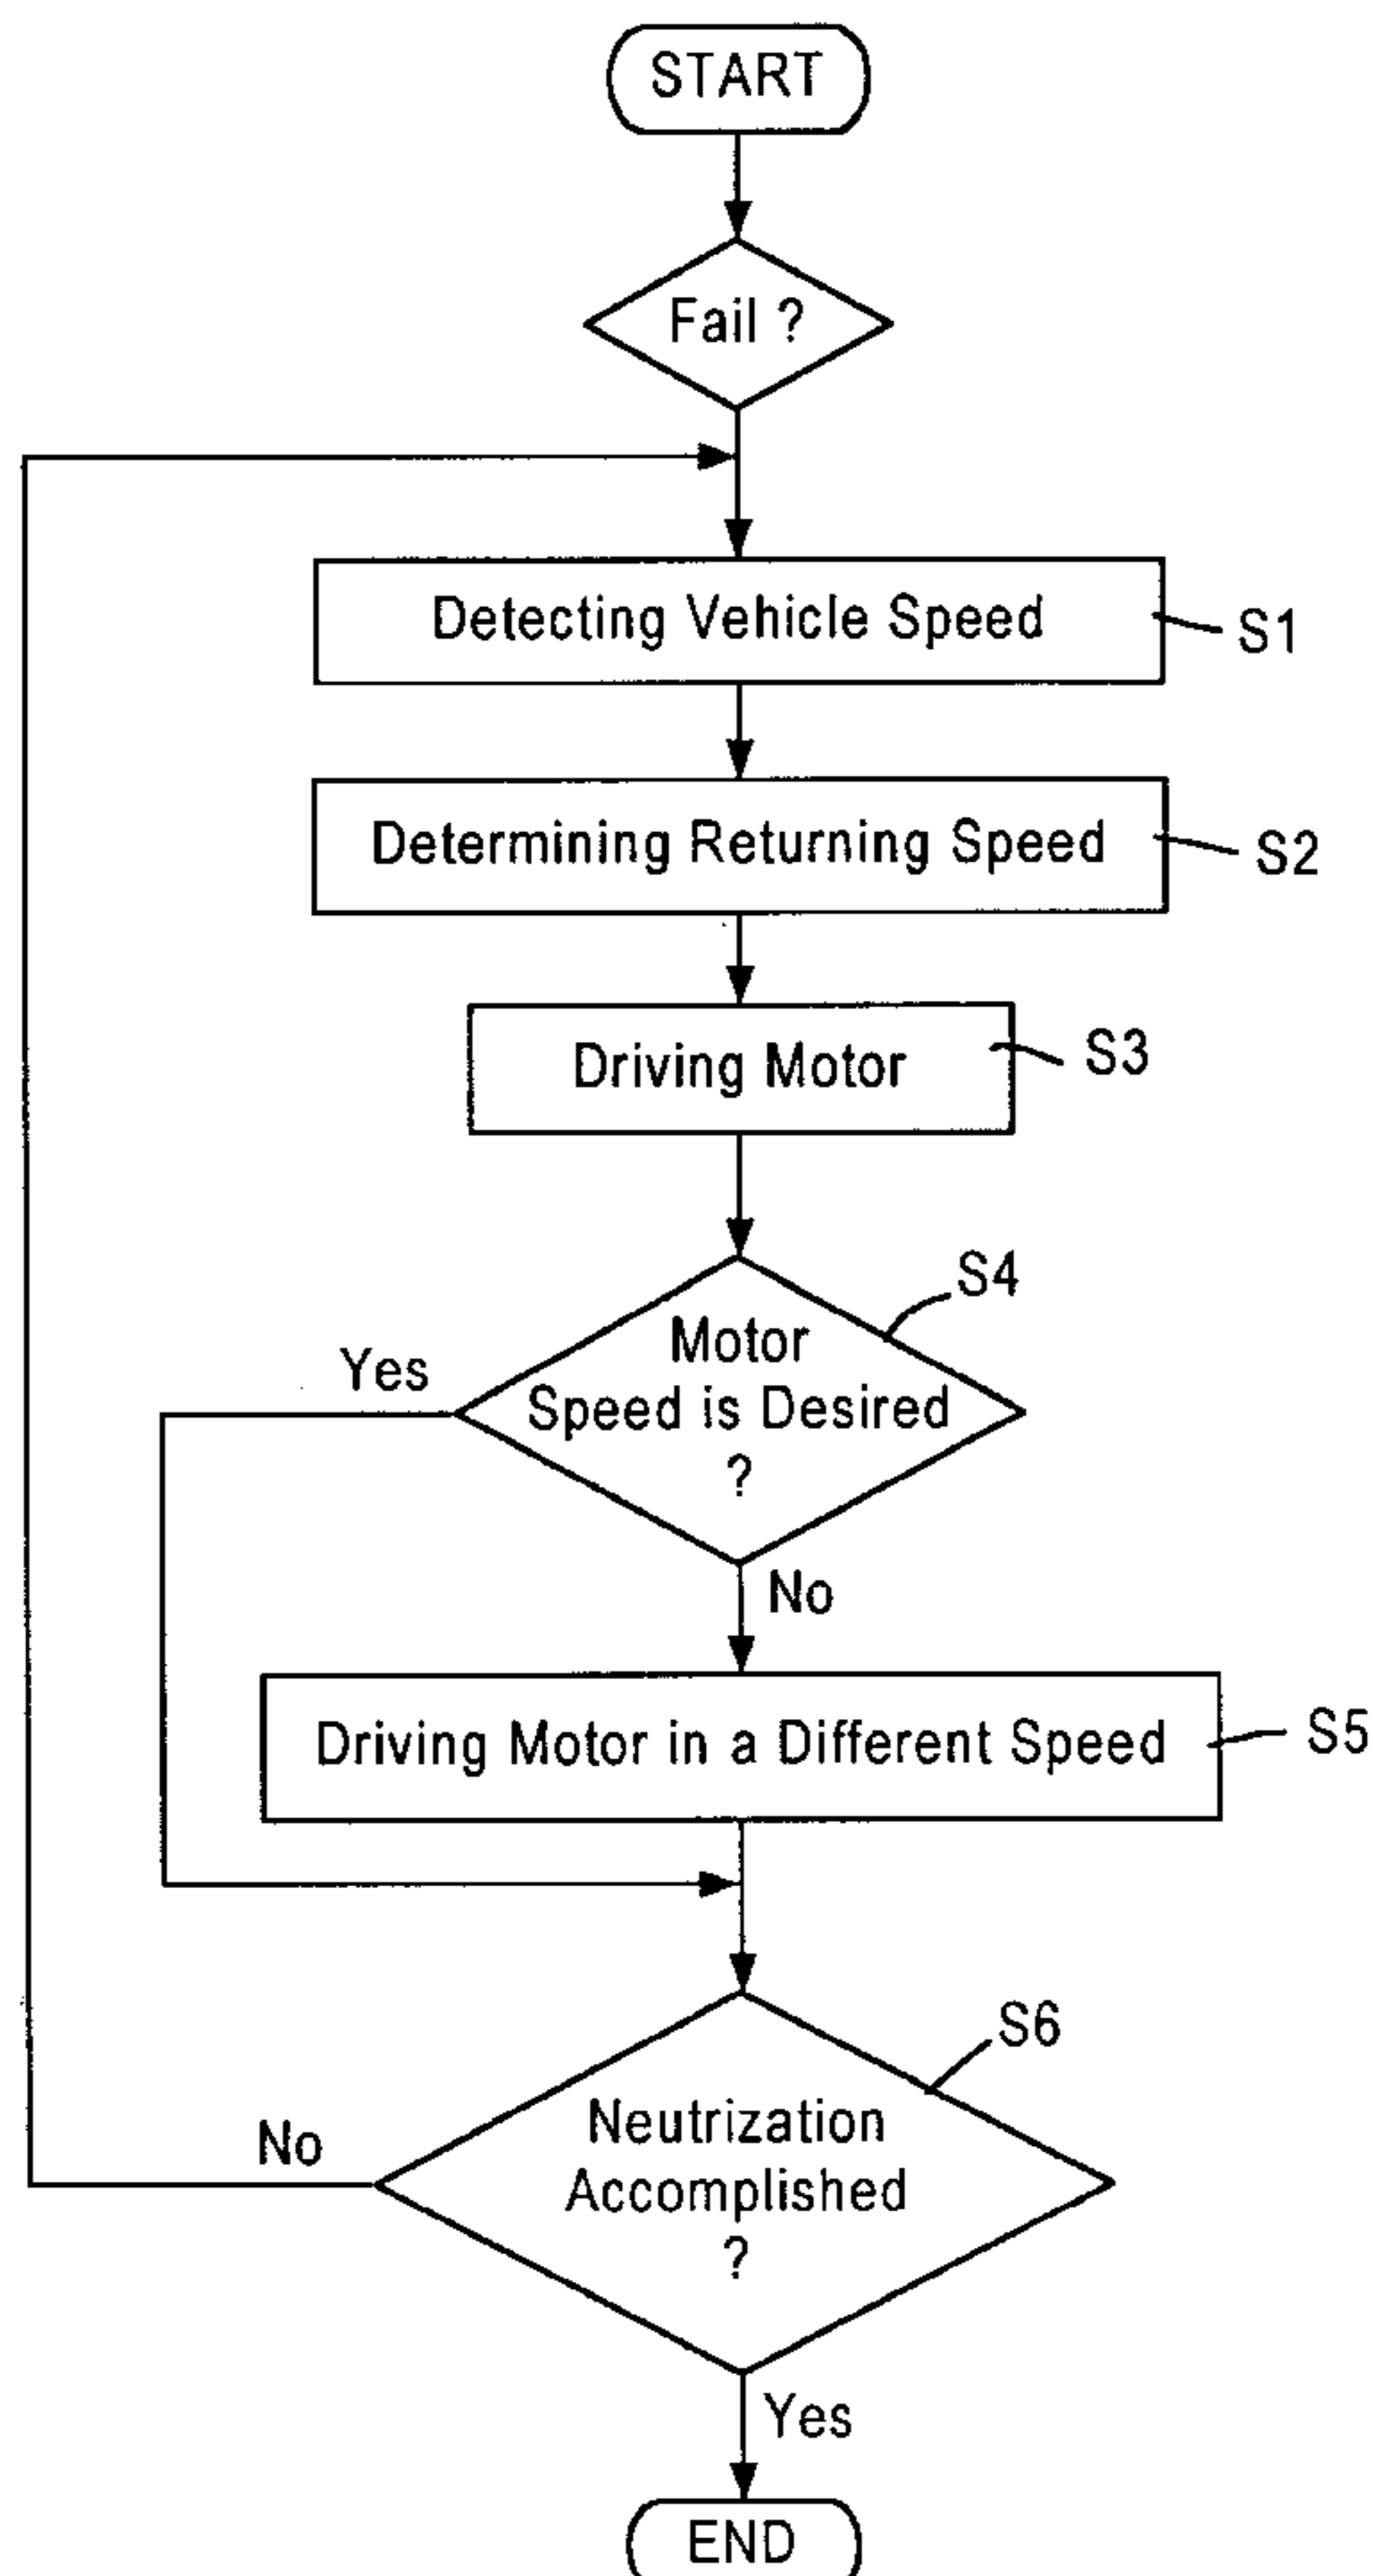 START
Fail ?
Detecting Vehicle Speed
S1
Determining Returning Speed
S2
Driving Motor
S3
S4
Motor
Speed is Desired
?
Yes
No
Driving Motor in a Different Speed
S5
S6
Neutrization
Accomplished
?
No
Yes
END